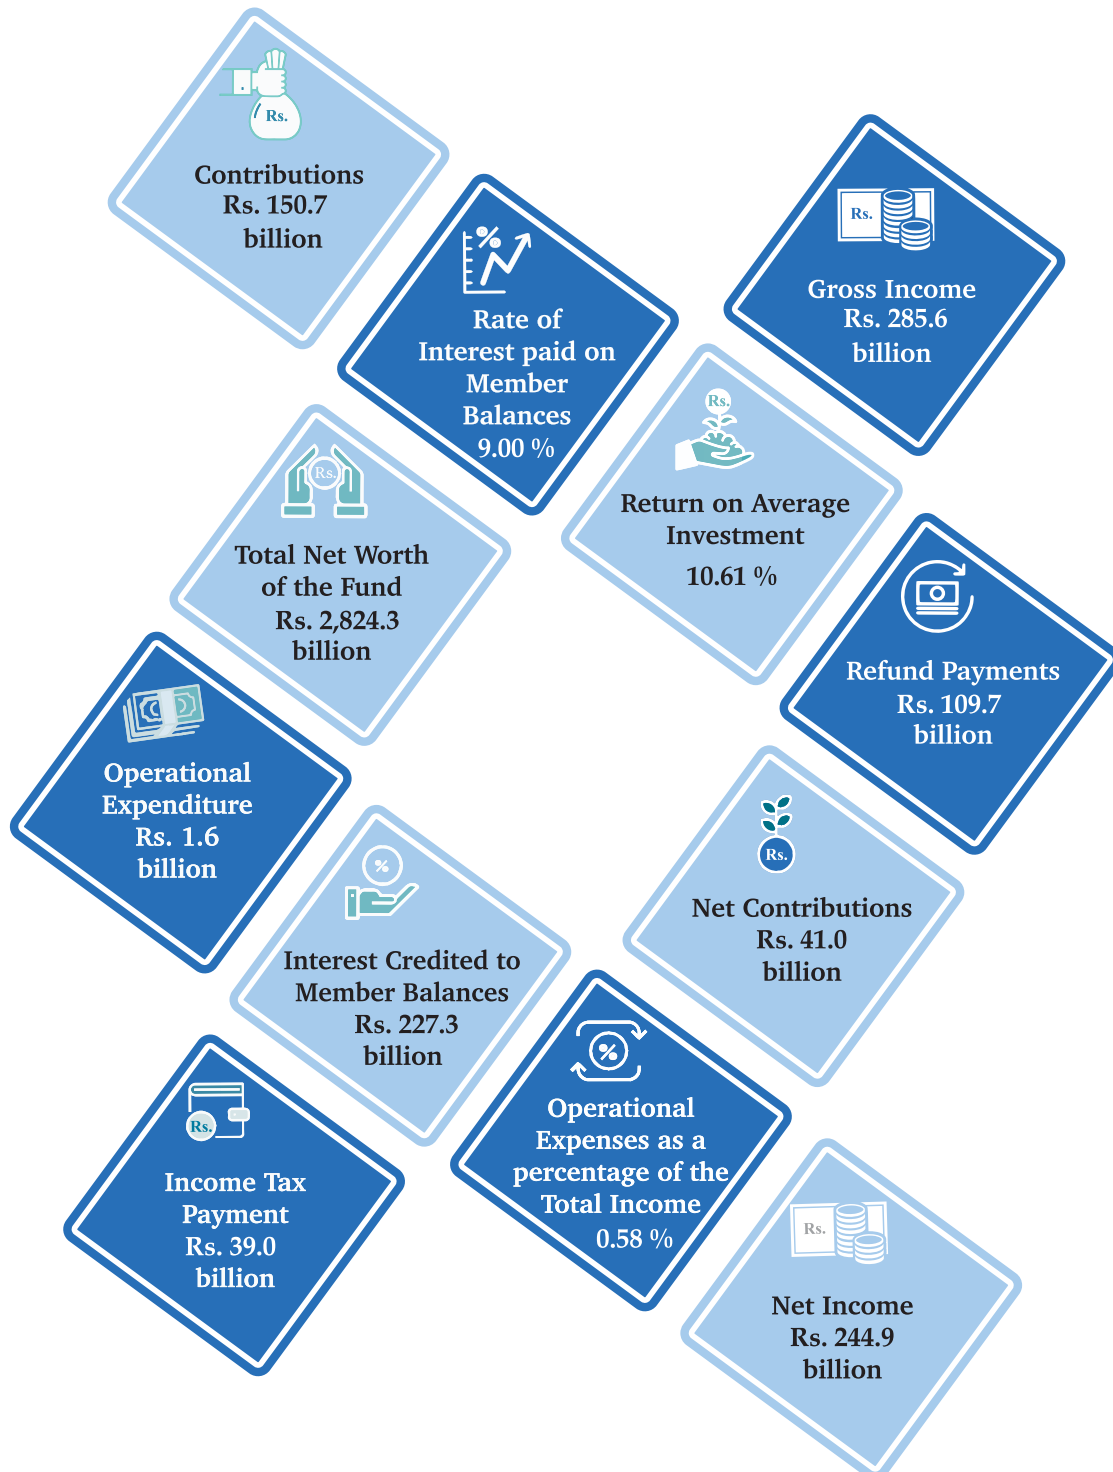 Rs.
Contributions
Rs. 150.7
billion
%
Rate of
Interest paid on
Member
Balances
9.00 %
Rs.
Gross Income
Rs. 285.6
billion
Rs.
Total Net Worth
of the Fund
Rs. 2,824.3
billion
Rs.
Return on Average
Investment
10.61 %
Refund Payments
Rs. 109.7
billion
Operational
Expenditure
Rs. 1.6
billion
%
Interest Credited to
Member Balances
Rs. 227.3
billion
Rs.
Net Contributions
Rs. 41.0
billion
Rs.
Income Tax
Payment
Rs. 39.0
billion
%
Operational
Expenses as a
percentage of the
Total Income
0.58 %
Rs.
Net Income
Rs. 244.9
billion